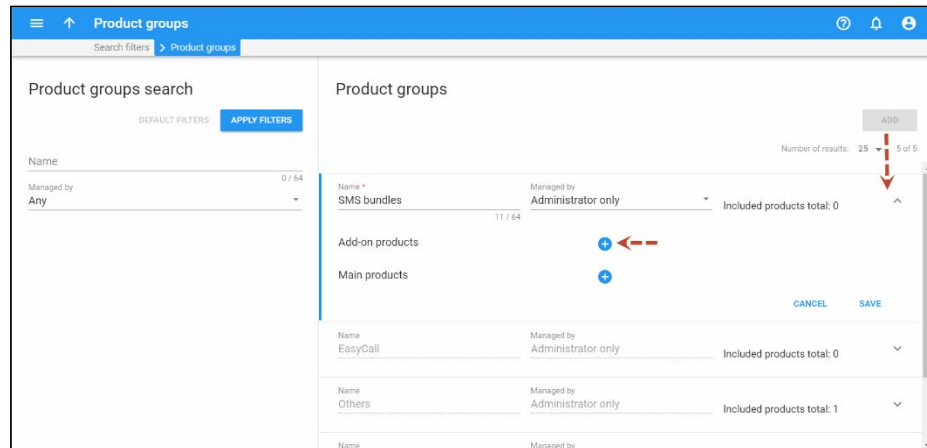 Product groups
Search filters > Product groups
Product groups search
DEFAULT FILTERS
APPLY FILTERS
Name
0 / 64
Managed by
Any
Product groups
ADD
Number of results: 25
5 of 5
Name *
SMS bundles
11 / 64
Managed by
Administrator only
Included products total: 0
Add-on products
Main products
CANCEL
SAVE
Name
EasyCall
Managed by
Administrator only
Included products total: 0
Name
Others
Managed by
Administrator only
Included products total: 1
Name
Managed by